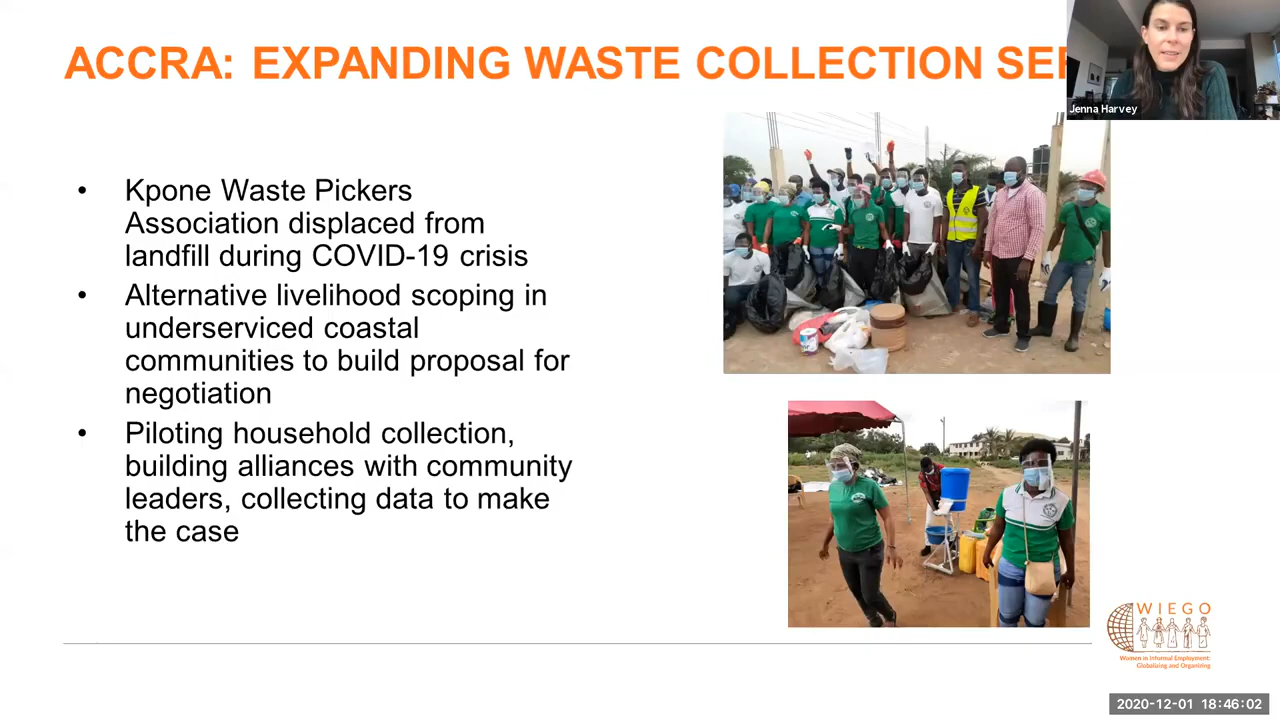 ACCRA: EXPANDING WASTE COLLECTION
Jenna Harvey
• Kpone Waste Pickers
Association displaced from
landfill during COVID-19 crisis
• Alternative livelihood scoping in
underserviced coastal
communities to build proposal for
negotiation
• Piloting household collection,
building alliances with community
leaders, collecting data to make
the case
WIEGO
Women in Informal Employment:
Globalizing and Organizing
2020-12-01 18:46:02